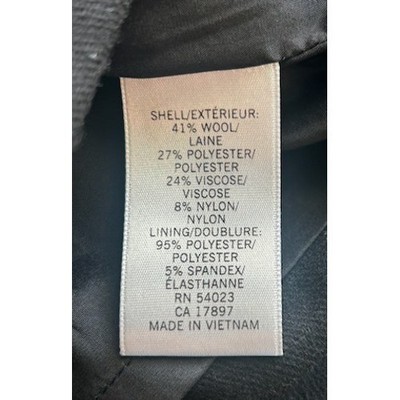 SHELL/EXTÉRIEUR:
41% WOOL/
LAINE
27% POLYESTER/
POLYESTER
24% VISCOSE/
VISCOSE
8% NYLON/
NYLON
LINING/DOUBLURE:
95% POLYESTER/
POLYESTER
5% SPANDEX/
ÉLASTHANNE
RN 54023
CA 17897
MADE IN VIETNAM